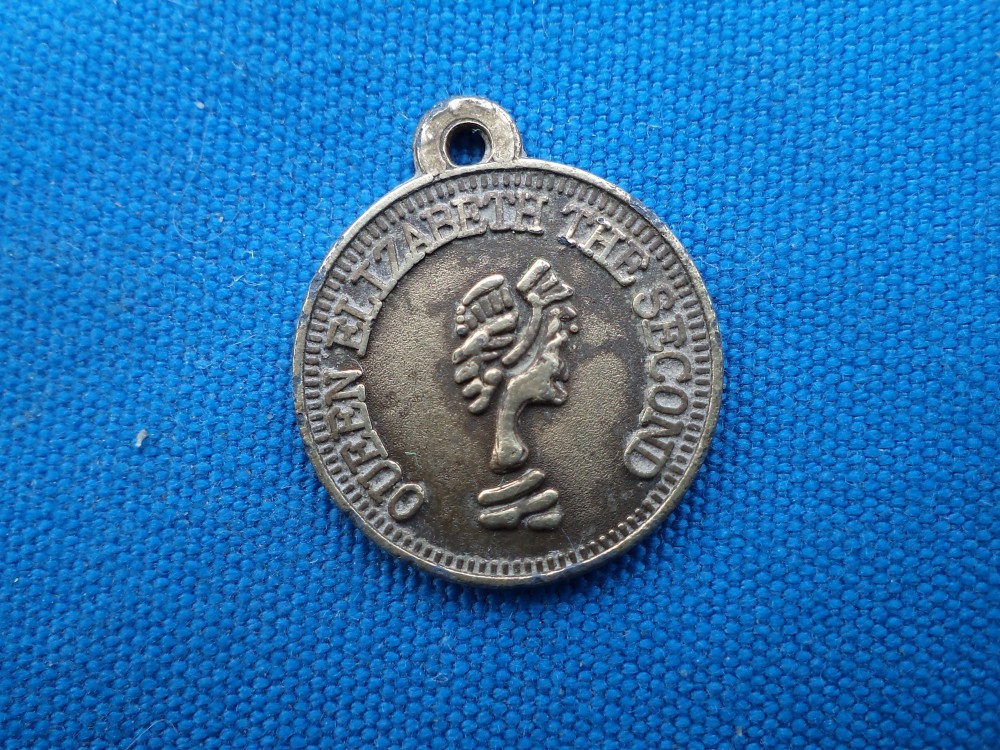 QUEEN ELIZABETH THE SECOND